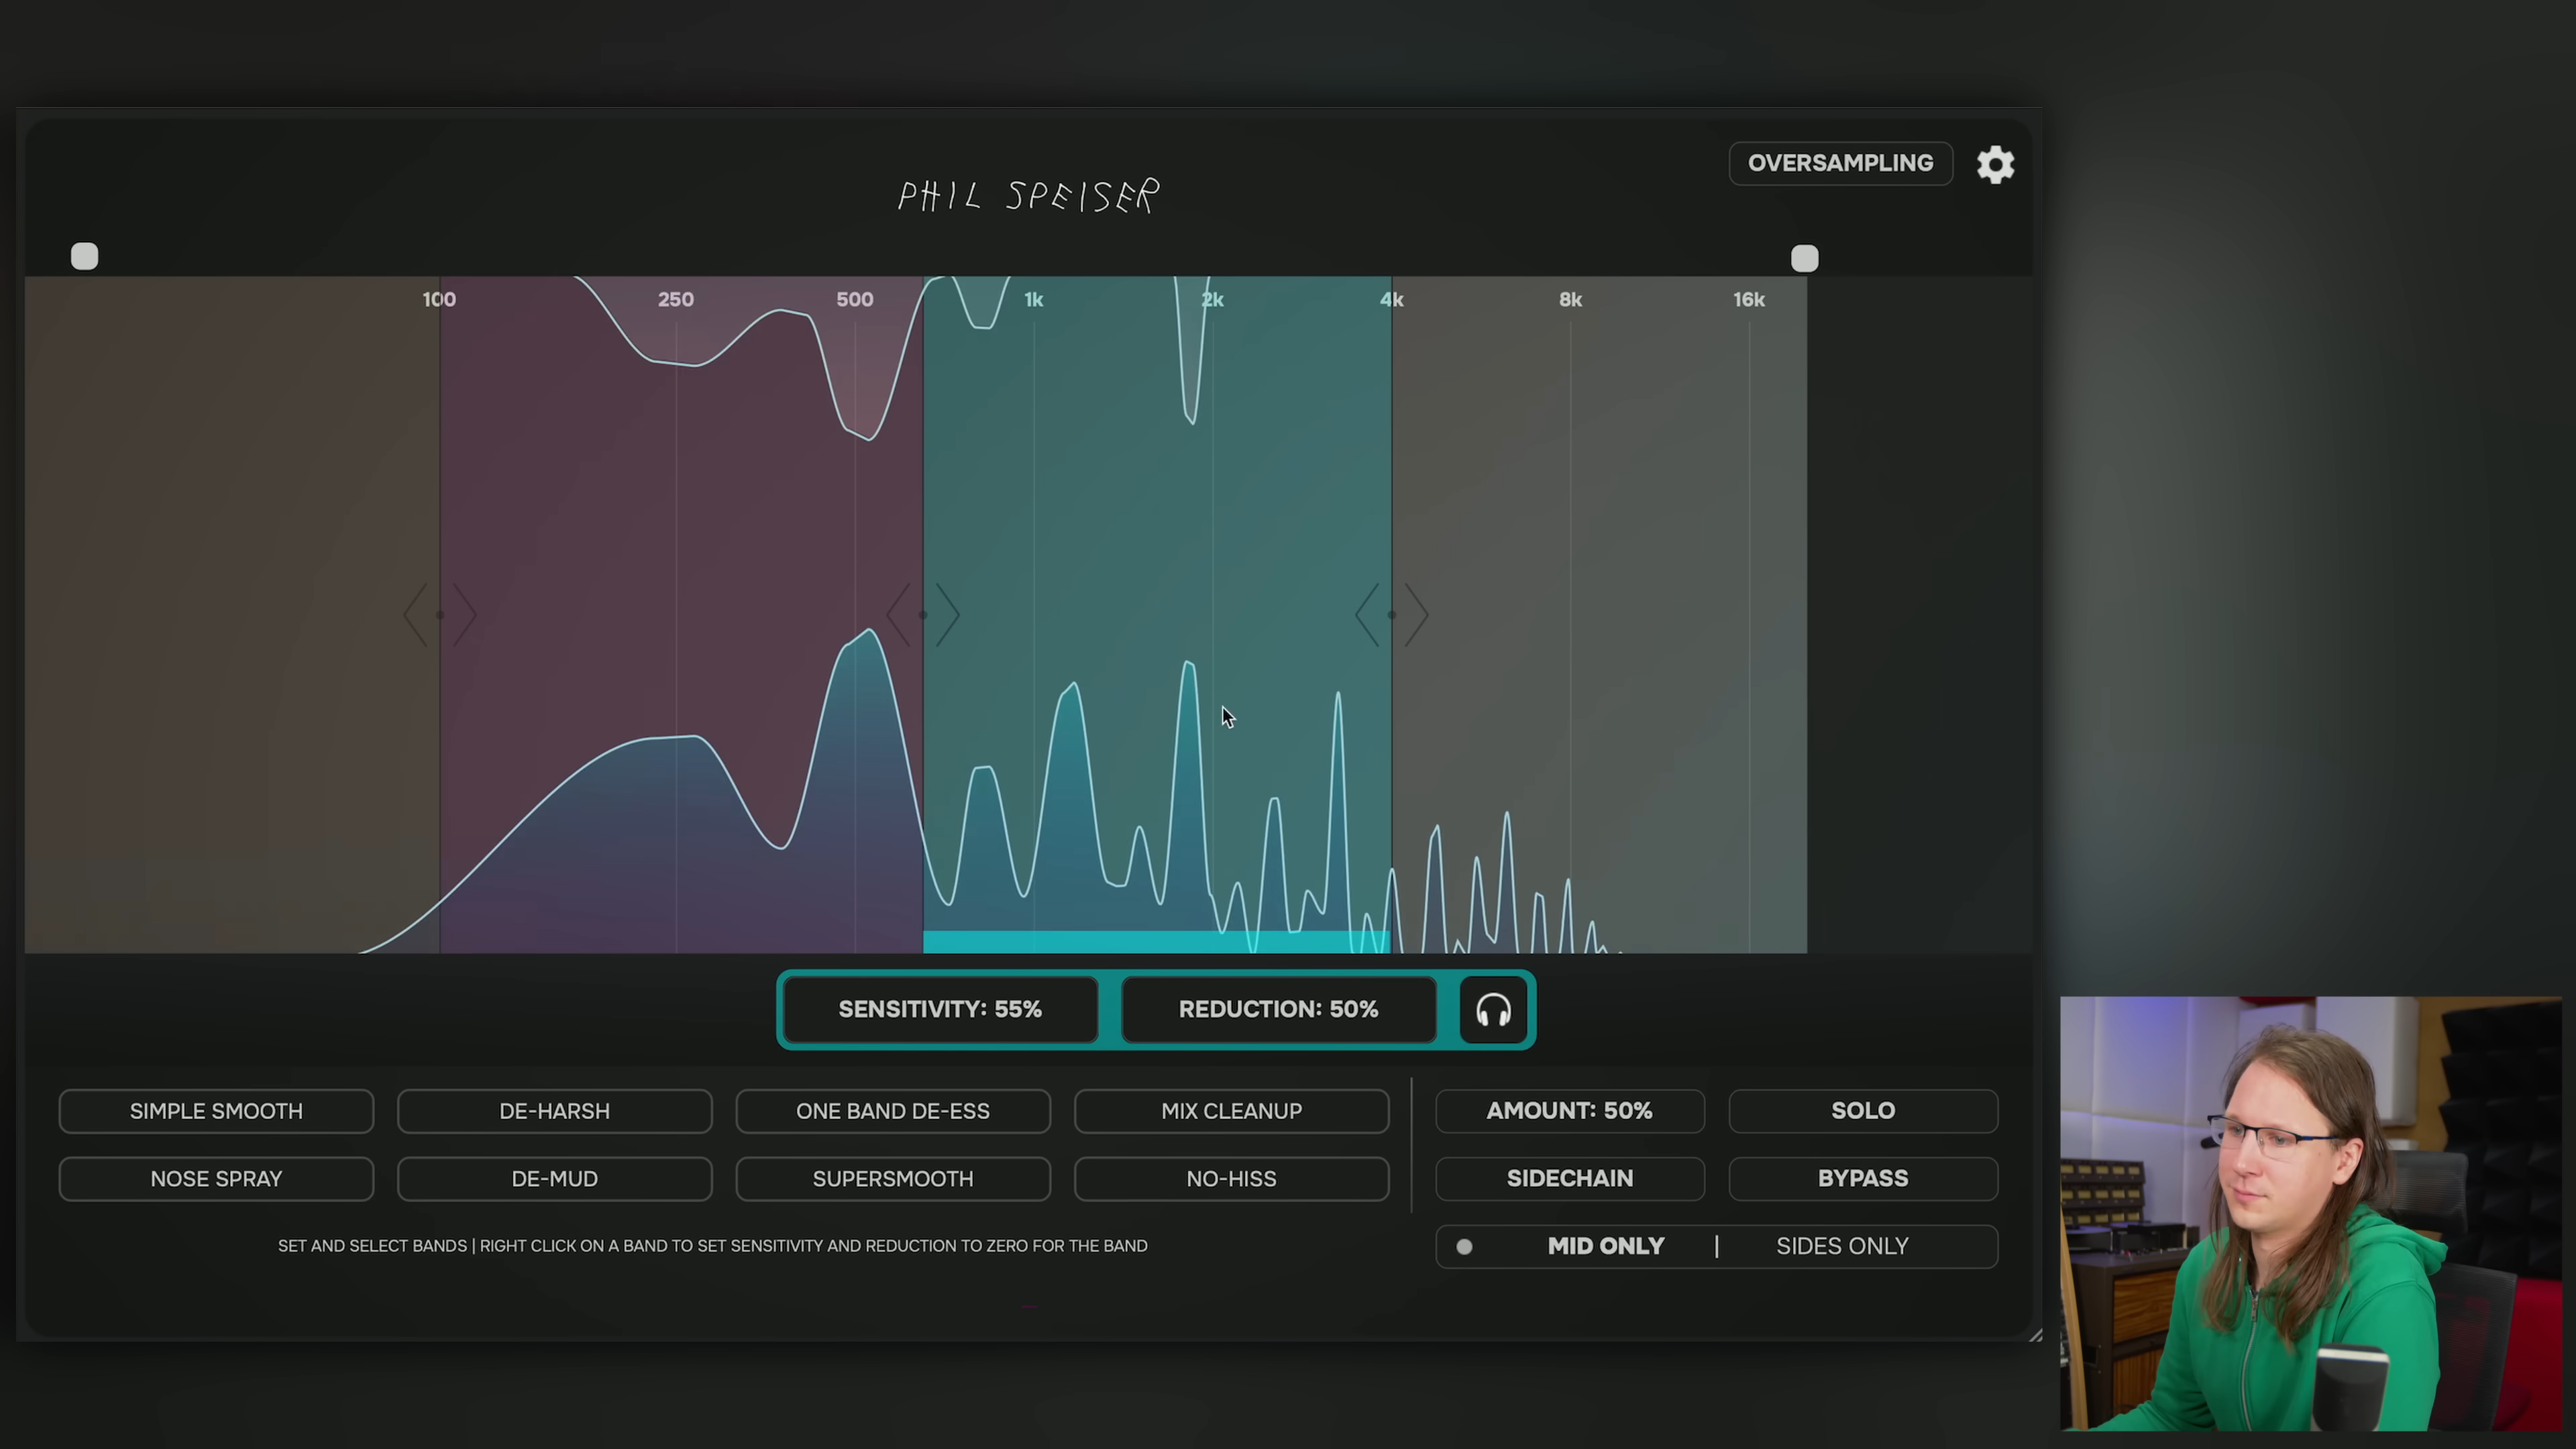 OVERSAMPLING
PHIL SPEISER
100 250 500 1k 2k 4k 8k 16k
SENSITIVITY: 55% REDUCTION: 50%
SIMPLE SMOOTH DE-HARSH ONE BAND DE-ESS MIX CLEANUP AMOUNT: 50% SOLO
NOSE SPRAY DE-MUD SUPERSMOOTH NO-HISS SIDECHAIN BYPASS
SET AND SELECT BANDS | RIGHT CLICK ON A BAND TO SET SENSITIVITY AND REDUCTION TO ZERO FOR THE BAND MID ONLY | SIDES ONLY